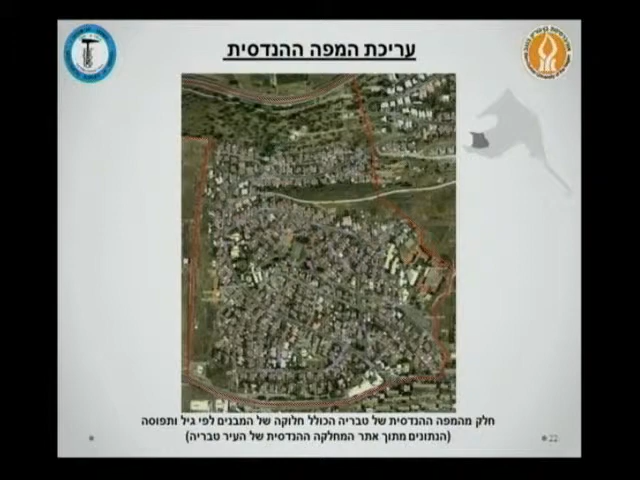 עריכת המפה ההנדסית
חלק מהמפה ההנדסית של טבריה הכולל חלוקה של המבנים לפי גיל ותפוסה
(הנתונים מתוך אתר המחלקה ההנדסית של העיר טבריה)
22